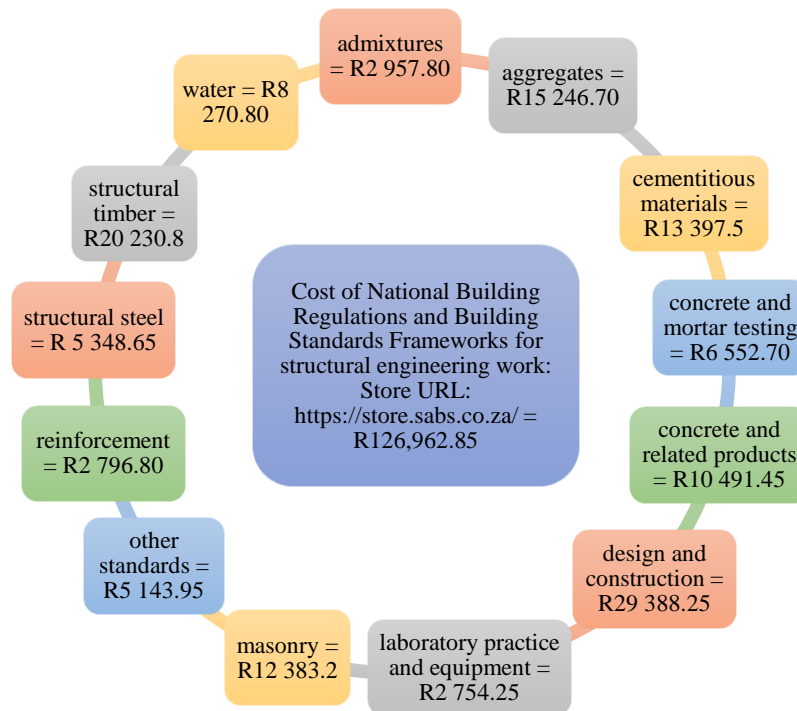 admixtures
= R2 957.80
aggregates =
R15 246.70
cementitious
materials =
R13 397.5
concrete and
mortar testing
= R6 552.70
concrete and
related products
= R10 491.45
design and
construction =
R29 388.25
laboratory practice
and equipment =
R2 754.25
masonry =
R12 383.2
other
standards =
R5 143.95
reinforcement
= R2 796.80
structural steel
= R 5 348.65
structural
timber =
R20 230.8
water = R8
270.80
Cost of National Building
Regulations and Building
Standards Frameworks for
structural engineering work:
Store URL:
https://store.sabs.co.za/ =
R126,962.85